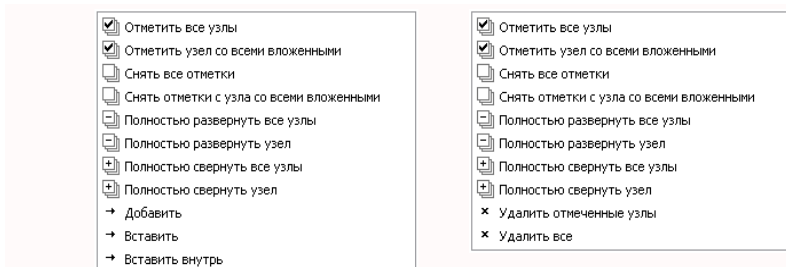 Отметить все узлы
Отметить узел со всеми вложенными
Снять все отметки
Снять отметки с узла со всеми вложенными
Полностью развернуть все узлы
Полностью развернуть узел
Полностью свернуть все узлы
Полностью свернуть узел
Добавить
Вставить
Вставить внутрь
Отметить все узлы
Отметить узел со всеми вложенными
Снять все отметки
Снять отметки с узла со всеми вложенными
Полностью развернуть все узлы
Полностью развернуть узел
Полностью свернуть все узлы
Полностью свернуть узел
Удалить отмеченные узлы
Удалить все